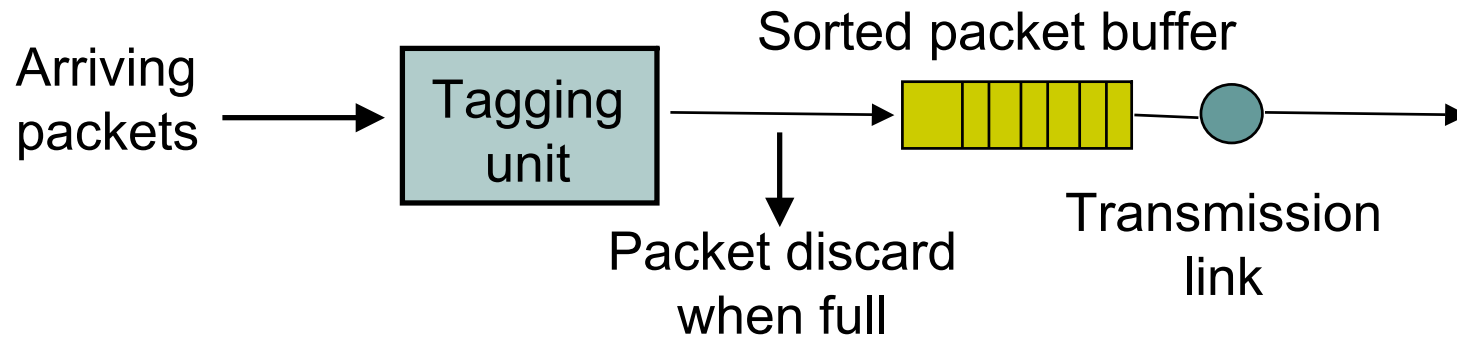 Arriving
packets
Tagging
unit
Sorted packet buffer
Packet discard
when full
Transmission
link